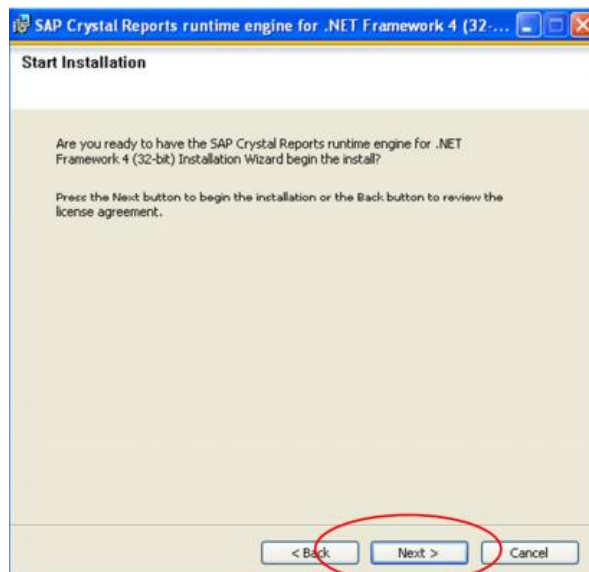 SAP Crystal Reports runtime engine for .NET Framework 4 (32-...
Start Installation
Are you ready to have the SAP Crystal Reports runtime engine for .NET
Framework 4 (32-bit) Installation Wizard begin the install?
Press the Next button to begin the installation or the Back button to review the
license agreement.
< Back Next > Cancel